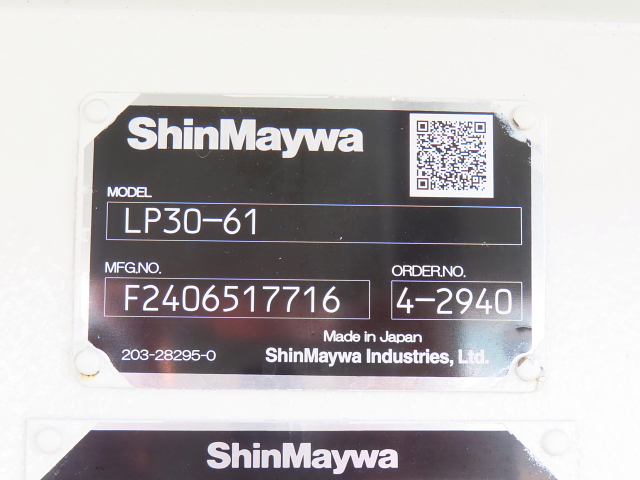 ShinMaywa
MODEL
LP30-61
MFG.NO. ORDER.NO.
F2406517716 4-2940
Made in Japan
203-28295-0 ShinMaywa Industries, Ltd.
ShinMaywa